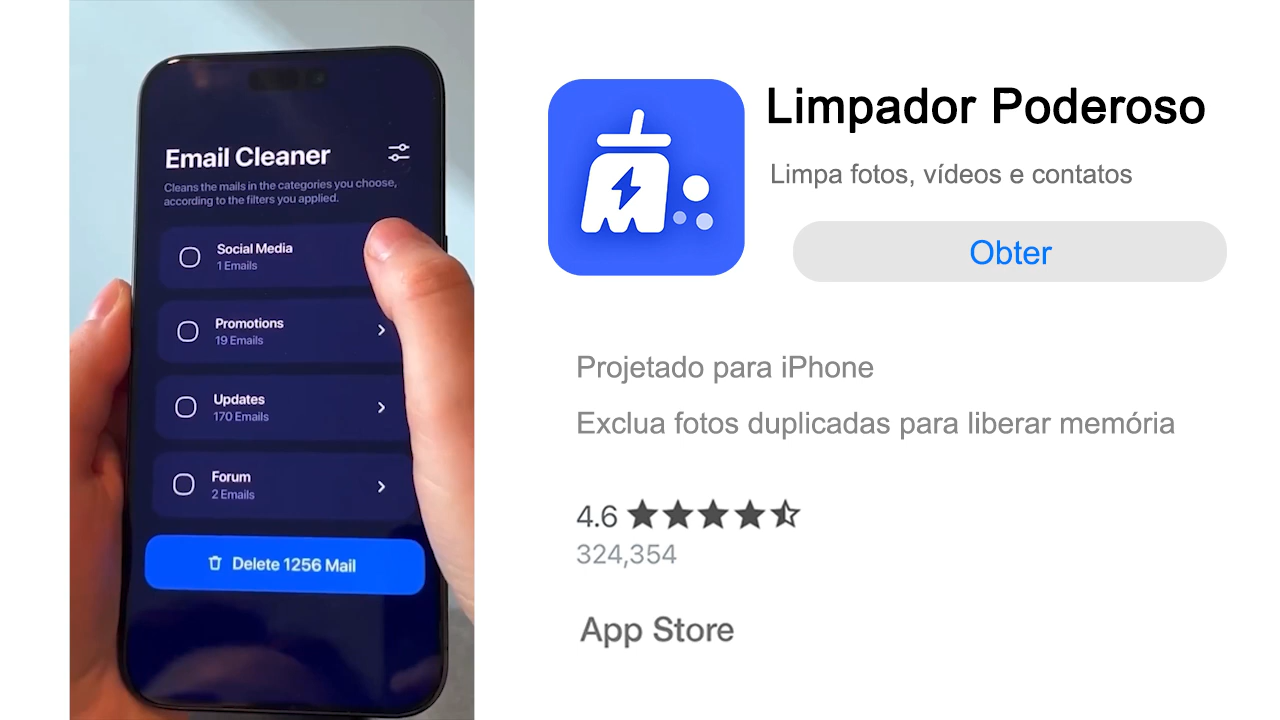 Email Cleaner
Cleans the mails in the categories you choose,
according to the filters you applied.
Social Media
1 Emails
Promotions
19 Emails
Updates
170 Emails
Forum
2 Emails
Delete 1256 Mail
Limpador Poderoso
Limpa fotos, vídeos e contatos
Obter
Projetado para iPhone
Exclua fotos duplicadas para liberar memória
4.6
324,354
App Store